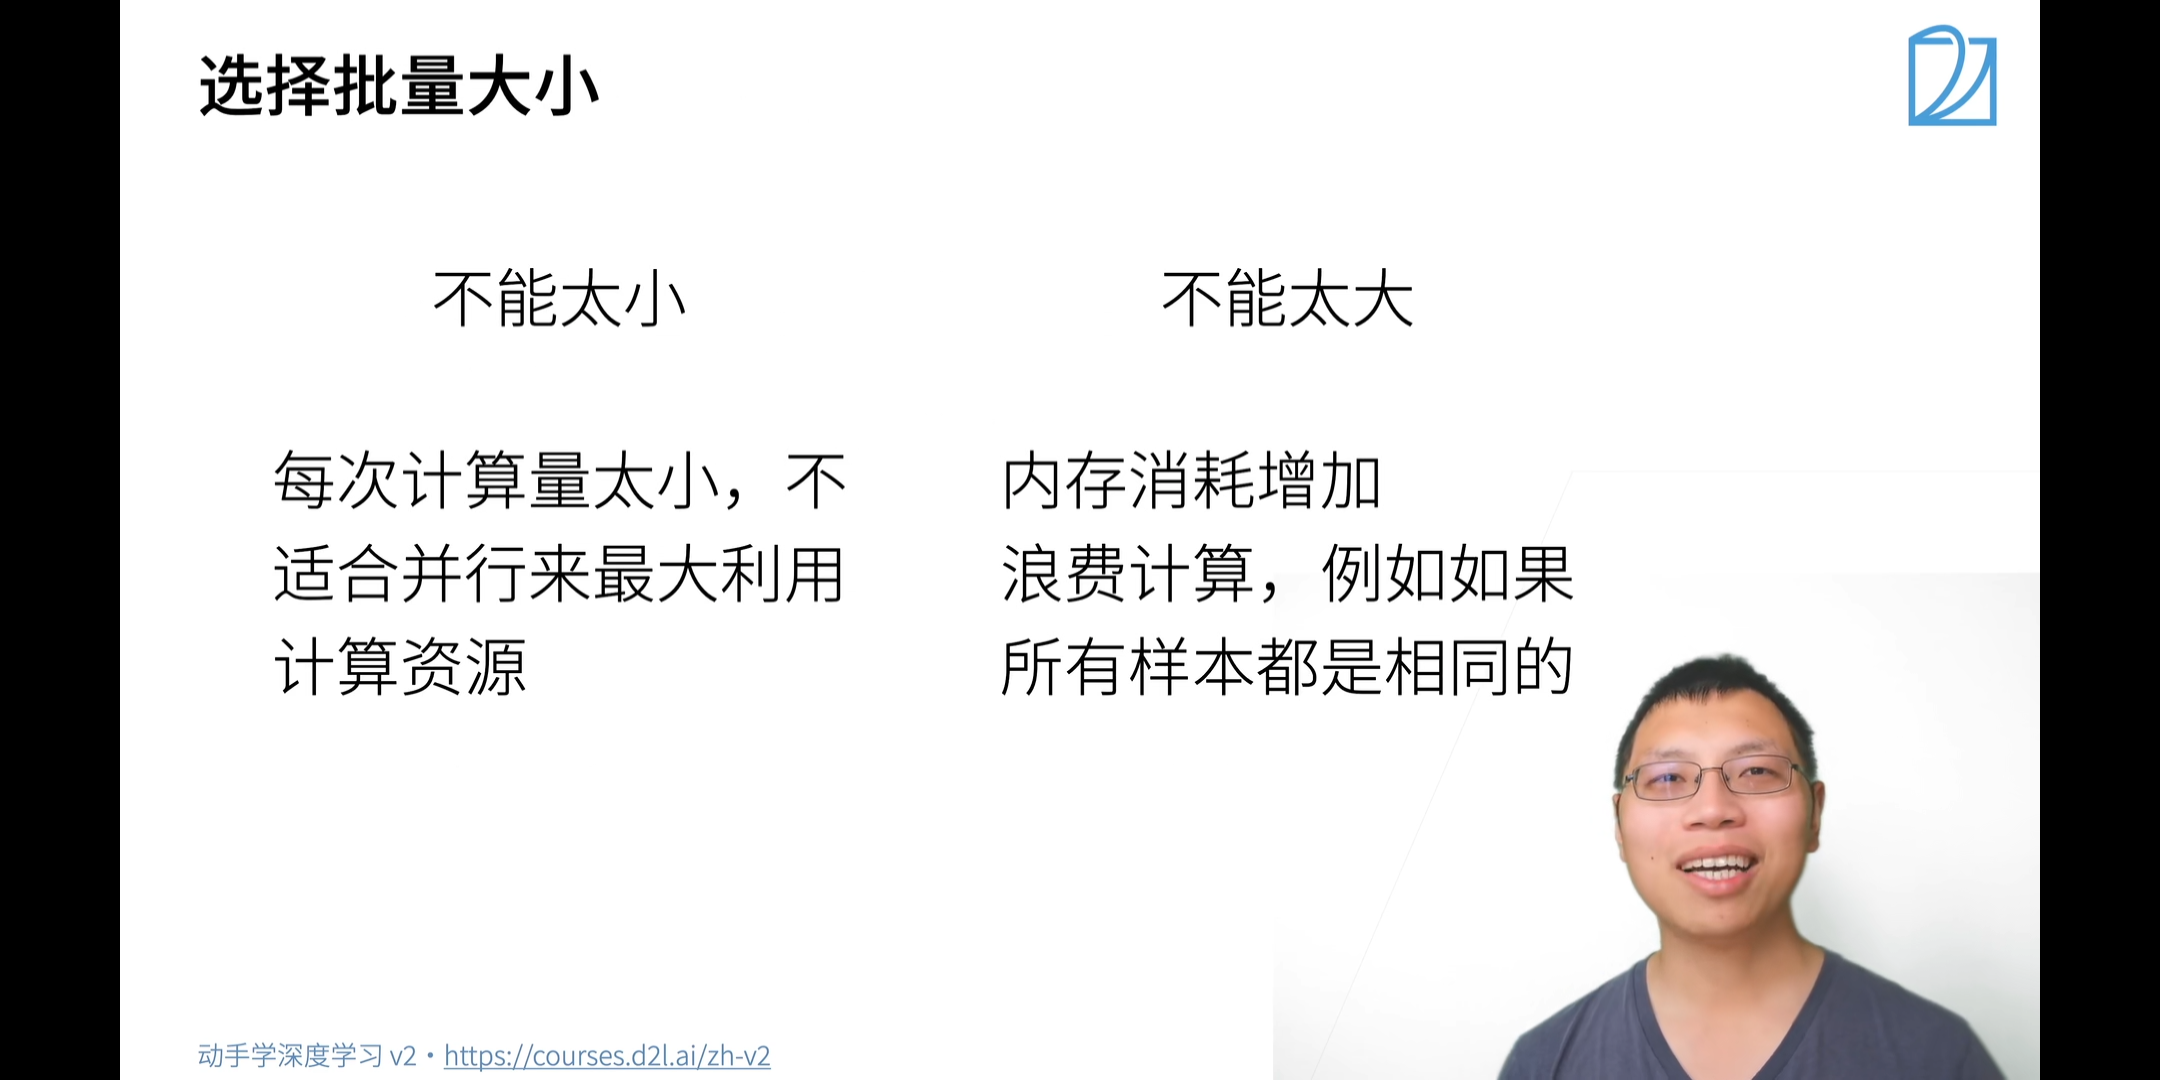 选择批量大小
不能太小
每次计算量太小，不
适合并行来最大利用
计算资源
不能太大
内存消耗增加
浪费计算，例如如果
所有样本都是相同的
动手学深度学习 v2 • https://courses.d2l.ai/zh-v2